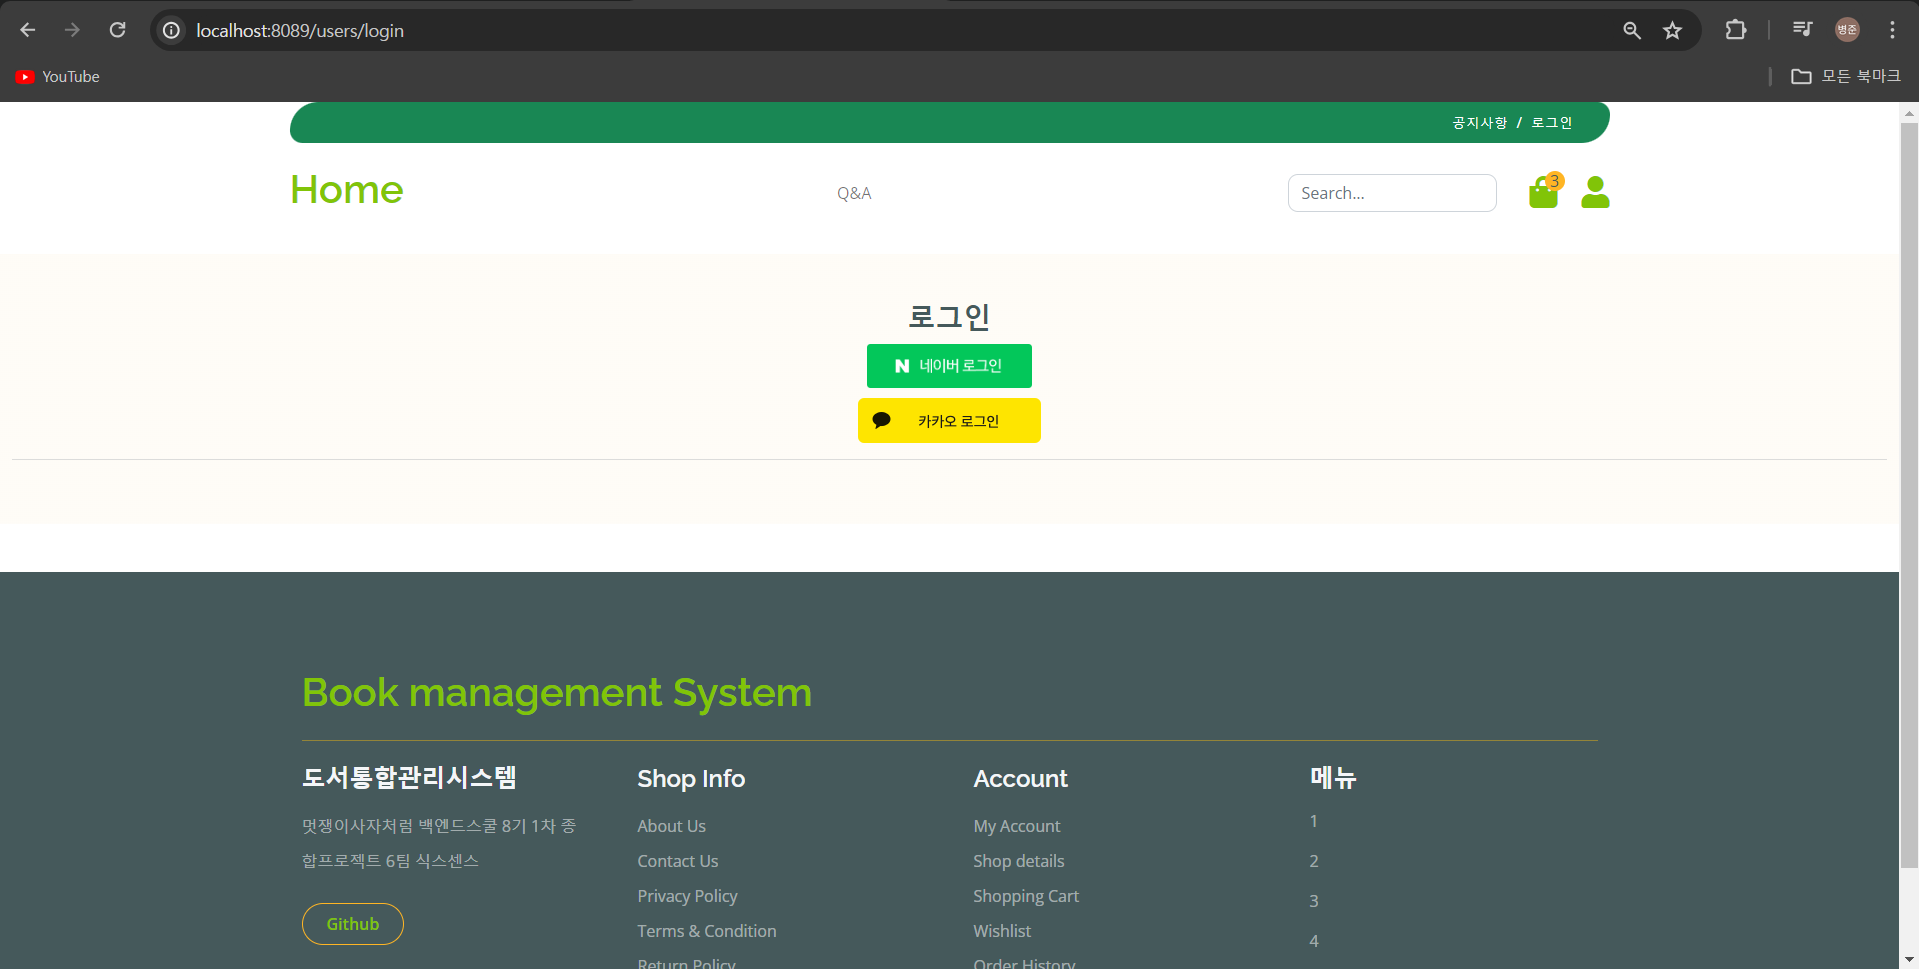 localhost:8089/users/login
병준
YouTube
모든 북마크
공지사항 / 로그인
Home
Q&A
Search...
3
로그인
N 네이버 로그인
카카오 로그인
Book management System
도서통합관리시스템
멋쟁이사자처럼 백엔드스쿨 8기 1차 종
합프로젝트 6팀 식스센스
Github
Shop Info
About Us
Contact Us
Privacy Policy
Terms & Condition
Return Policy
Account
My Account
Shop details
Shopping Cart
Wishlist
Order History
메뉴
1
2
3
4